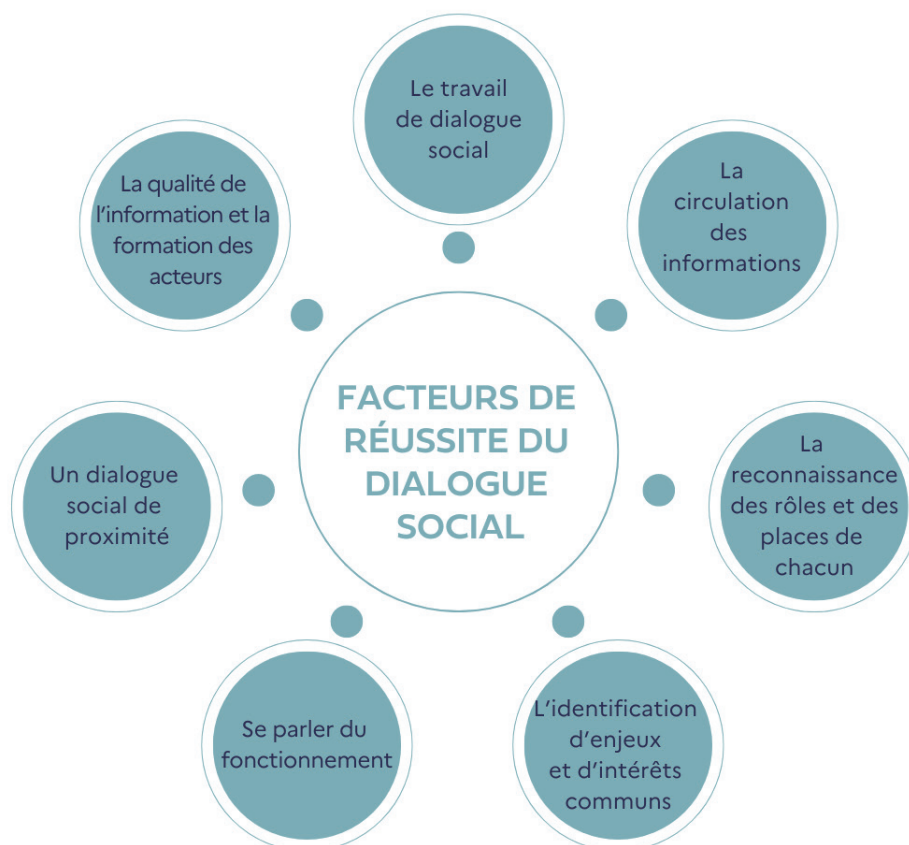 Le travail
de dialogue
social
La
circulation
des
informations
La
reconnaissance
des rôles et des
places de
chacun
L'identification
d'enjeux
et d'intérêts
communs
Se parler du
fonctionnement
Un dialogue
social de
proximité
La qualité de
l'information et la
formation des
acteurs
FACTEURS DE
RÉUSSITE DU
DIALOGUE
SOCIAL